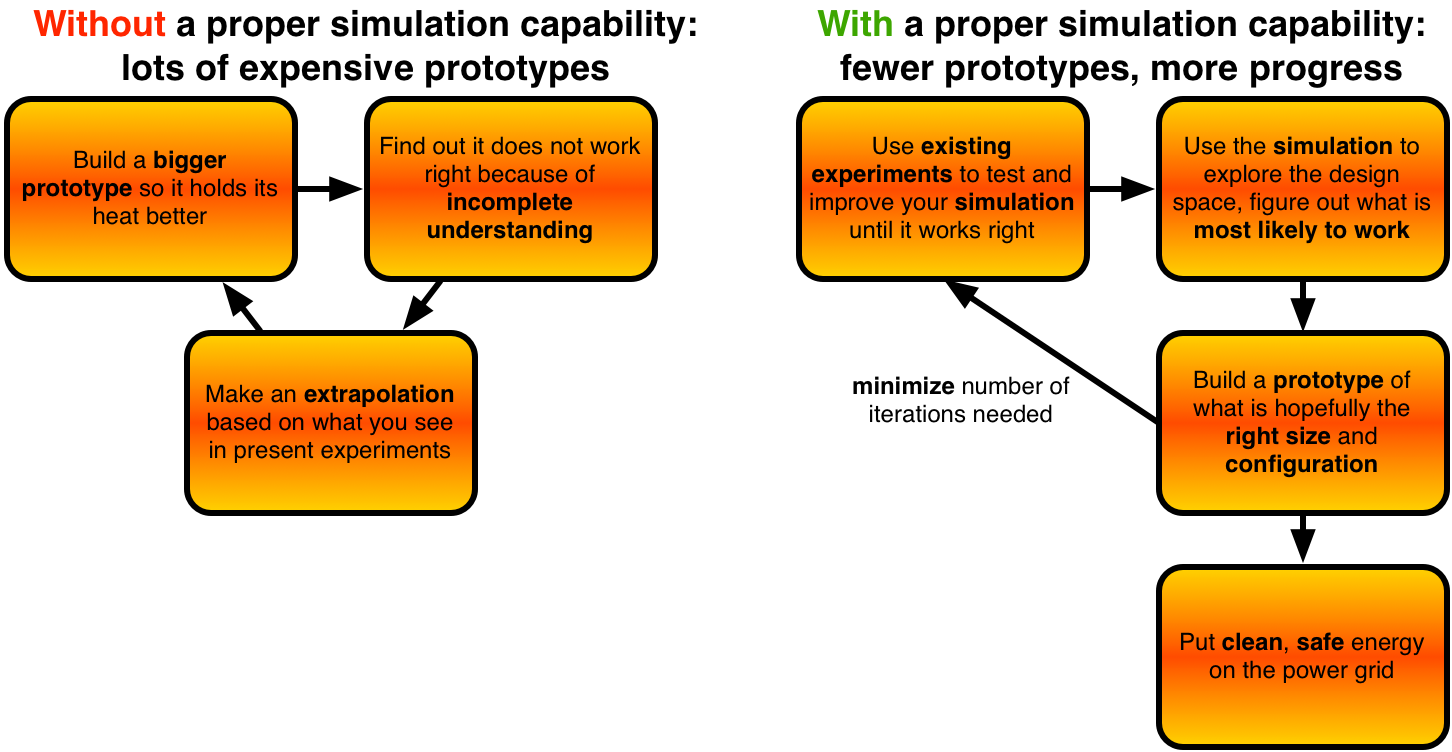 Without a proper simulation capability:
lots of expensive prototypes
Build a bigger
prototype so it holds its
heat better
Find out it does not work
right because of
incomplete
understanding
Make an extrapolation
based on what you see
in present experiments
With a proper simulation capability:
fewer prototypes, more progress
Use existing
experiments to test and
improve your simulation
until it works right
Use the simulation to
explore the design
space, figure out what is
most likely to work
minimize number of
iterations needed
Build a prototype of
what is hopefully the
right size and
configuration
Put clean, safe energy
on the power grid